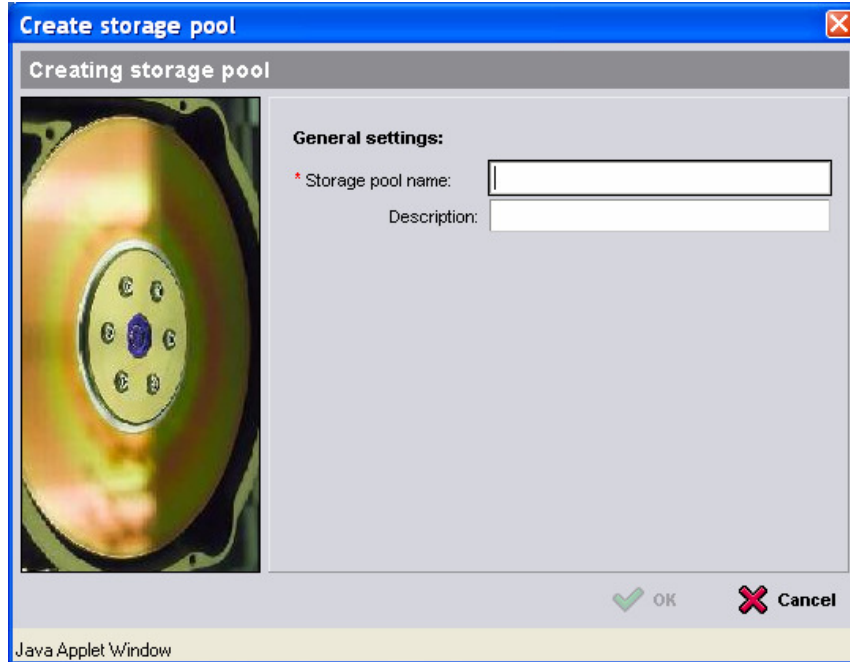 Create storage pool
Creating storage pool
General settings:
* Storage pool name:
Description:
OK
Cancel
Java Applet Window